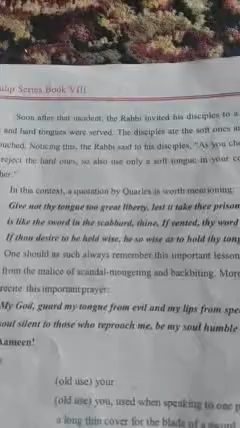 ulip Series Book VIII
Soon after that incident, the Rabbi invited his disciples to a
and hard tongues were served. The disciples ate the soft ones
ouched. Noticing this, the Rabbi said to his disciples, "As you
reject the hard ones, so also use only a soft tongue in your
her."
In this context, a quotation by Quarles is worth mentioning:
Give not thy tongue too great liberty, lest it take thee prison
is like the sword in the scabbard, thine. If vented, thy word
If thou desire to be held wise, be so wise as to hold thy tong
One should as such always remember this important lesson
from the malice of scandal-mongering and backbiting. More
recite this important prayer:
My God, guard my tongue from evil and my lips from spe
soul silent to those who reproach me, be my soul humble
Aameen!
(old use) your
(old use) you, used when speaking to one p
a long thin cover for the blade of a sword